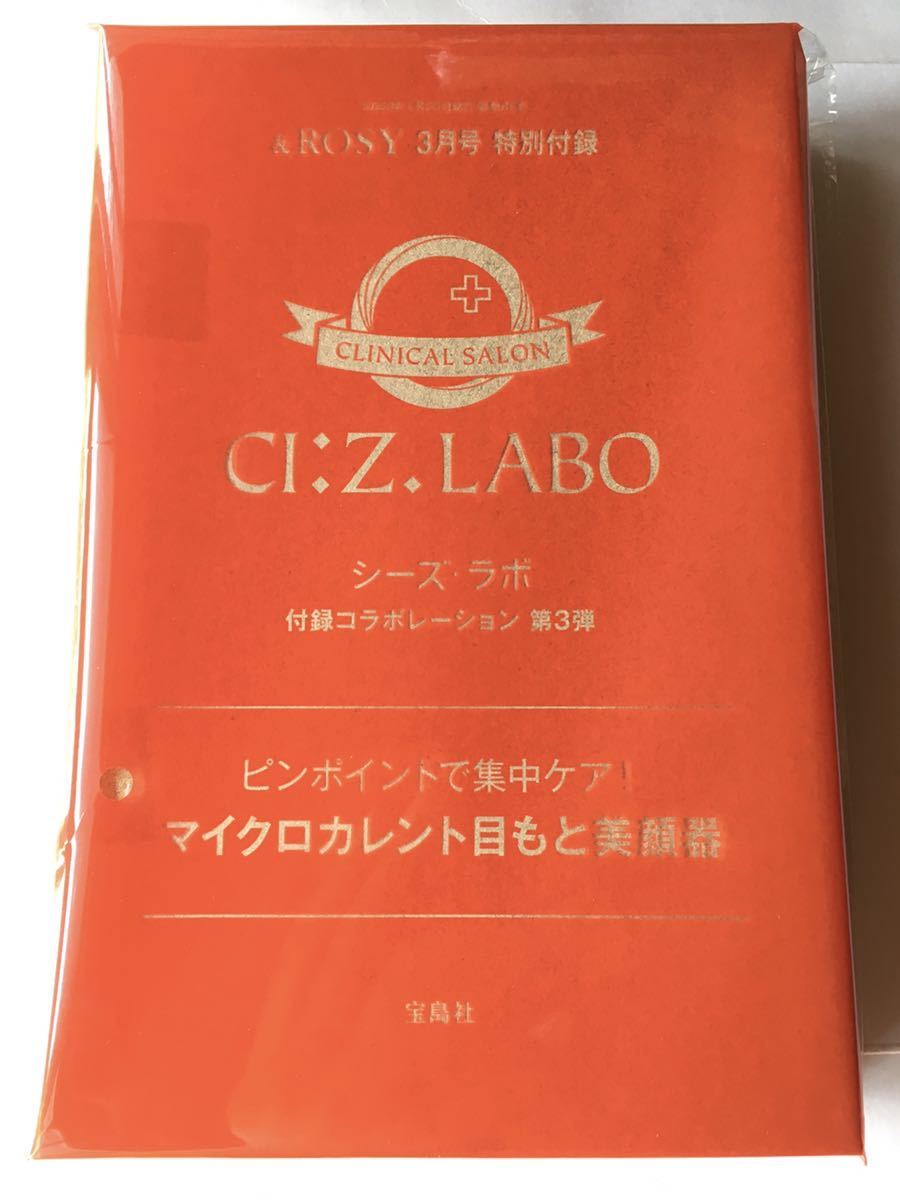 & ROSY 3月号 特別付録
CLINICAL SALON
CI:Z.LABO
シーズ・ラボ
付録コラボレーション 第3弾
ピンポイントで集中ケア!
マイクロカレント目もと美顔器
宝島社